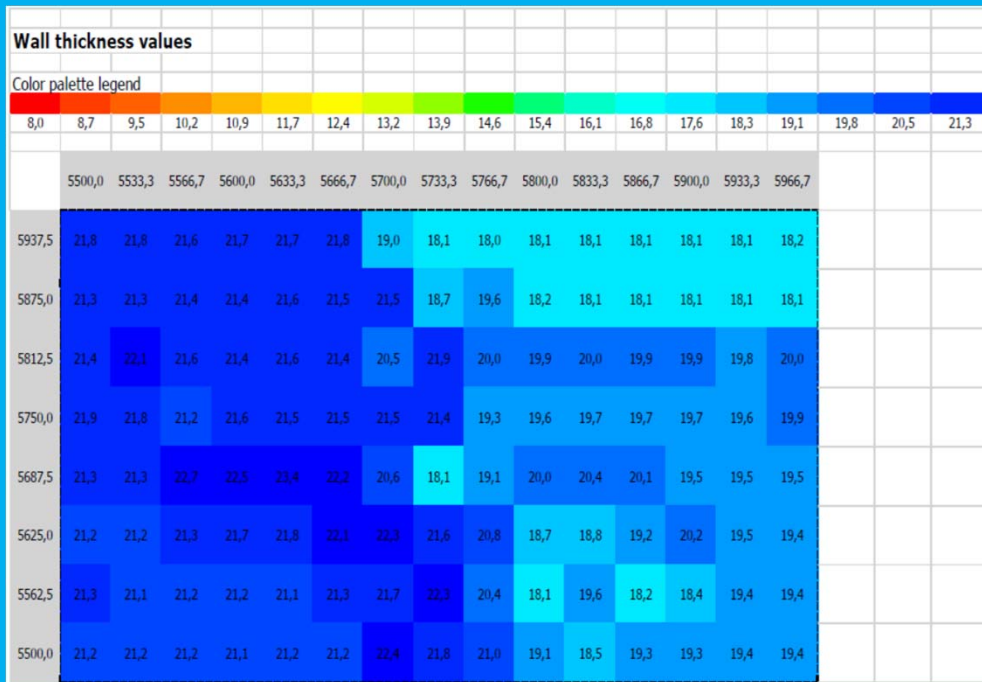 Wall thickness values
Color palette legend
8,0 8,7 9,5 10,2 10,9 11,7 12,4 13,2 13,9 14,6 15,4 16,1 16,8 17,6 18,3 19,1 19,8 20,5 21,3
5500,0 5533,3 5566,7 5600,0 5633,3 5666,7 5700,0 5733,3 5766,7 5800,0 5833,3 5866,7 5900,0 5933,3 5966,7
5937,5 21,8 21,8 21,6 21,7 21,7 21,8 19,0 18,1 18,0 18,1 18,1 18,1 18,1 18,1 18,2
5875,0 21,3 21,3 21,4 21,4 21,6 21,5 21,5 18,7 19,6 18,2 18,1 18,1 18,1 18,1 18,1
5812,5 21,4 22,1 21,6 21,4 21,6 21,4 20,5 21,9 20,0 19,9 20,0 19,9 19,9 19,8 20,0
5750,0 21,9 21,8 21,2 21,6 21,5 21,5 21,5 21,4 19,3 19,6 19,7 19,7 19,7 19,6 19,9
5687,5 21,3 21,3 22,7 22,5 23,4 22,2 20,6 18,1 19,1 20,0 20,4 20,1 19,5 19,5 19,5
5625,0 21,2 21,2 21,3 21,7 21,8 22,1 22,3 21,6 20,8 18,7 18,8 19,2 20,2 19,5 19,4
5562,5 21,3 21,1 21,2 21,2 21,1 21,3 21,7 22,3 20,4 18,1 19,6 18,2 18,4 19,4 19,4
5500,0 21,2 21,2 21,2 21,1 21,2 21,2 22,4 21,8 21,0 19,1 18,5 19,3 19,3 19,4 19,4